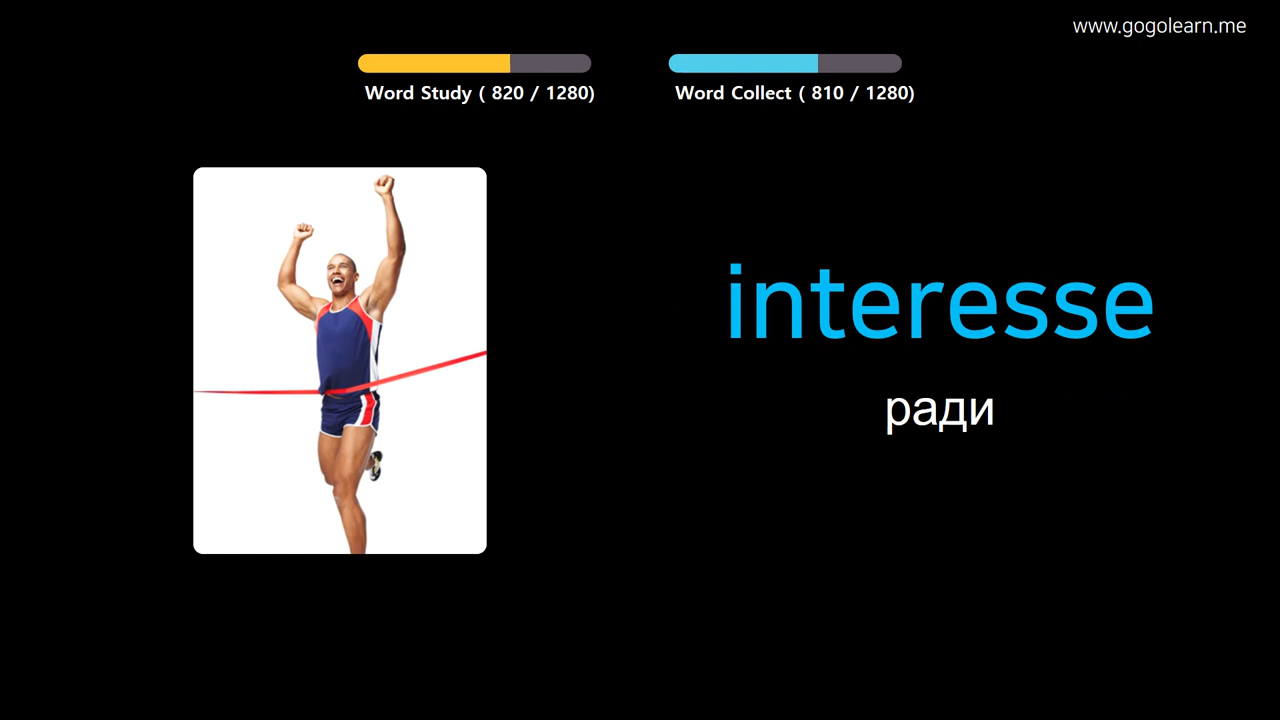 www.gogolearn.me
Word Study ( 820 / 1280)
Word Collect ( 810 / 1280)
interesse
ради